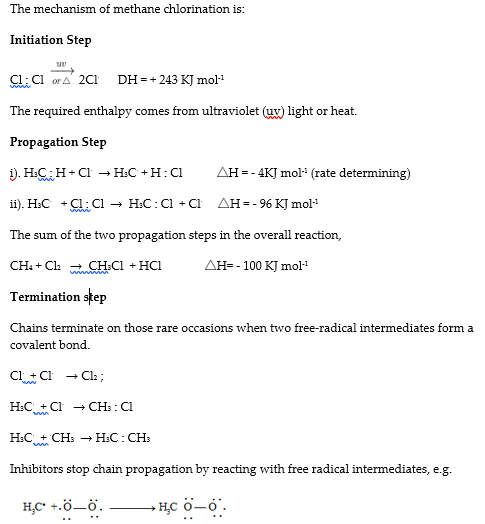 The mechanism of methane chlorination is:
Initiation Step
Cl : Cl uv or △ → 2Cl˙ DH = + 243 KJ mol⁻¹
The required enthalpy comes from ultraviolet (uv) light or heat.
Propagation Step
i). H₃C : H + Cl˙ → H₃C˙ + H : Cl △H = - 4KJ mol⁻¹ (rate determining)
ii). H₃C˙ + Cl : Cl → H₃C : Cl + Cl˙ △H = - 96 KJ mol⁻¹
The sum of the two propagation steps in the overall reaction,
CH₄ + Cl₂ → CH₃Cl + HCl △H= - 100 KJ mol⁻¹
Termination step
Chains terminate on those rare occasions when two free-radical intermediates form a
covalent bond.
Cl˙ + Cl˙ → Cl₂ ;
H₃C˙ + Cl˙ → CH₃ : Cl
H₃C˙ + CH₃ → H₃C : CH₃
Inhibitors stop chain propagation by reacting with free radical intermediates, e.g.
H₃C• + .Ö—Ö. → H₃C Ö—Ö.